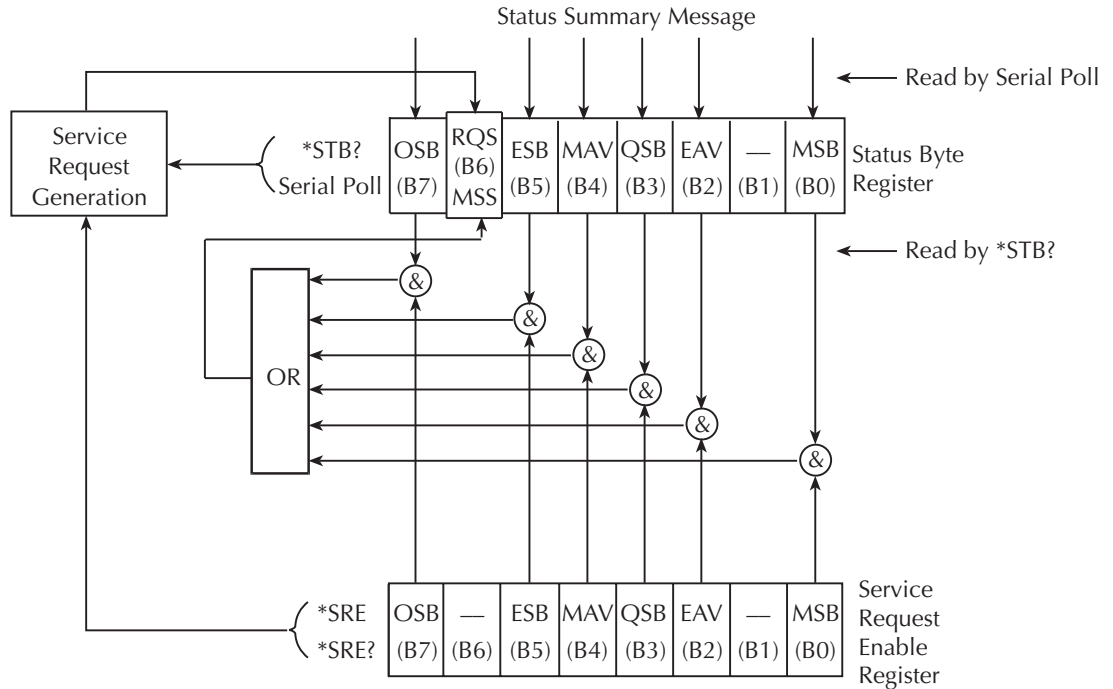 Status Summary Message
Read by Serial Poll
Service
Request
Generation
*STB?
Serial Poll
OSB
(B7)
RQS
(B6)
MSS
ESB
(B5)
MAV
(B4)
QSB
(B3)
EAV
(B2)
—
(B1)
MSB
(B0)
Status Byte
Register
Read by *STB?
&
&
&
&
&
&
OR
*SRE
*SRE?
OSB
(B7)
—
(B6)
ESB
(B5)
MAV
(B4)
QSB
(B3)
EAV
(B2)
—
(B1)
MSB
(B0)
Service
Request
Enable
Register